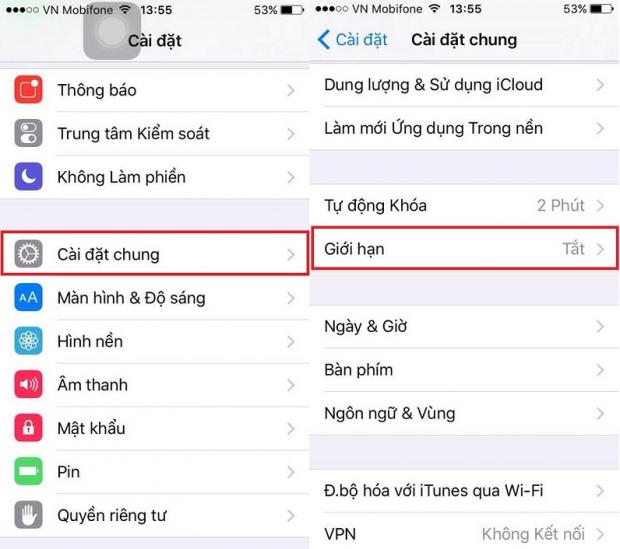 VN Mobifone 13:55 53%
Cài đặt
Thông báo
Trung tâm Kiểm soát
Không Làm phiền
Cài đặt chung
Màn hình & Độ sáng
Hình nền
Âm thanh
Mật khẩu
Pin
Quyền riêng tư
VN Mobifone 13:55 53%
Cài đặt Cài đặt chung
Dung lượng & Sử dụng iCloud
Làm mới Ứng dụng Trong nền
Tự động Khóa 2 Phút
Giới hạn Tắt
Ngày & Giờ
Bàn phím
Ngôn ngữ & Vùng
Đ.bộ hóa với iTunes qua Wi-Fi
VPN Không Kết nối